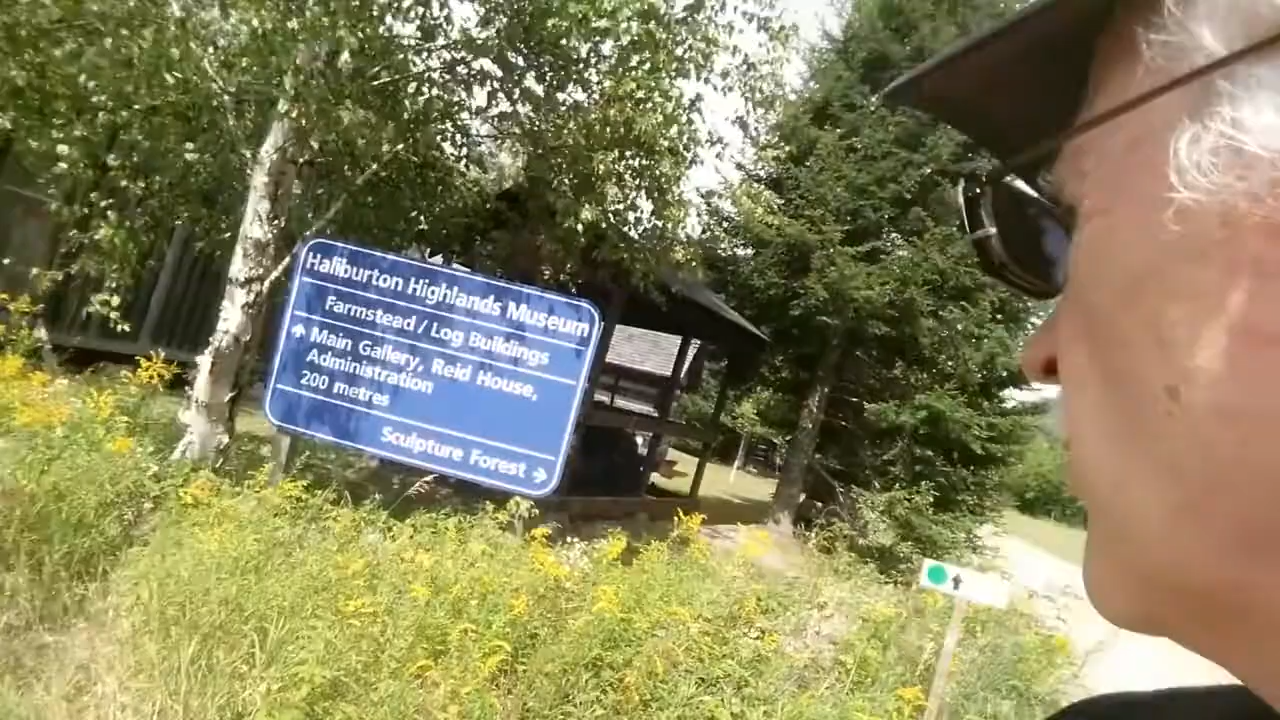 Haliburton Highlands Museum
Farmstead / Log Buildings
Main Gallery, Reid House,
Administration
200 metres
Sculpture Forest